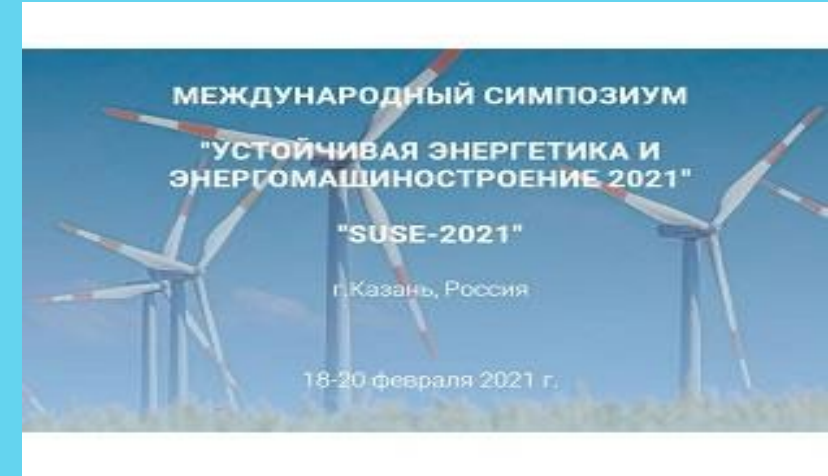 МЕЖДУНАРОДНЫЙ СИМПОЗИУМ
"УСТОЙЧИВАЯ ЭНЕРГЕТИКА И
ЭНЕРГОМАШИНОСТРОЕНИЕ 2021"
"SUSE-2021"
г.Казань, Россия
18-20 февраля 2021 г.